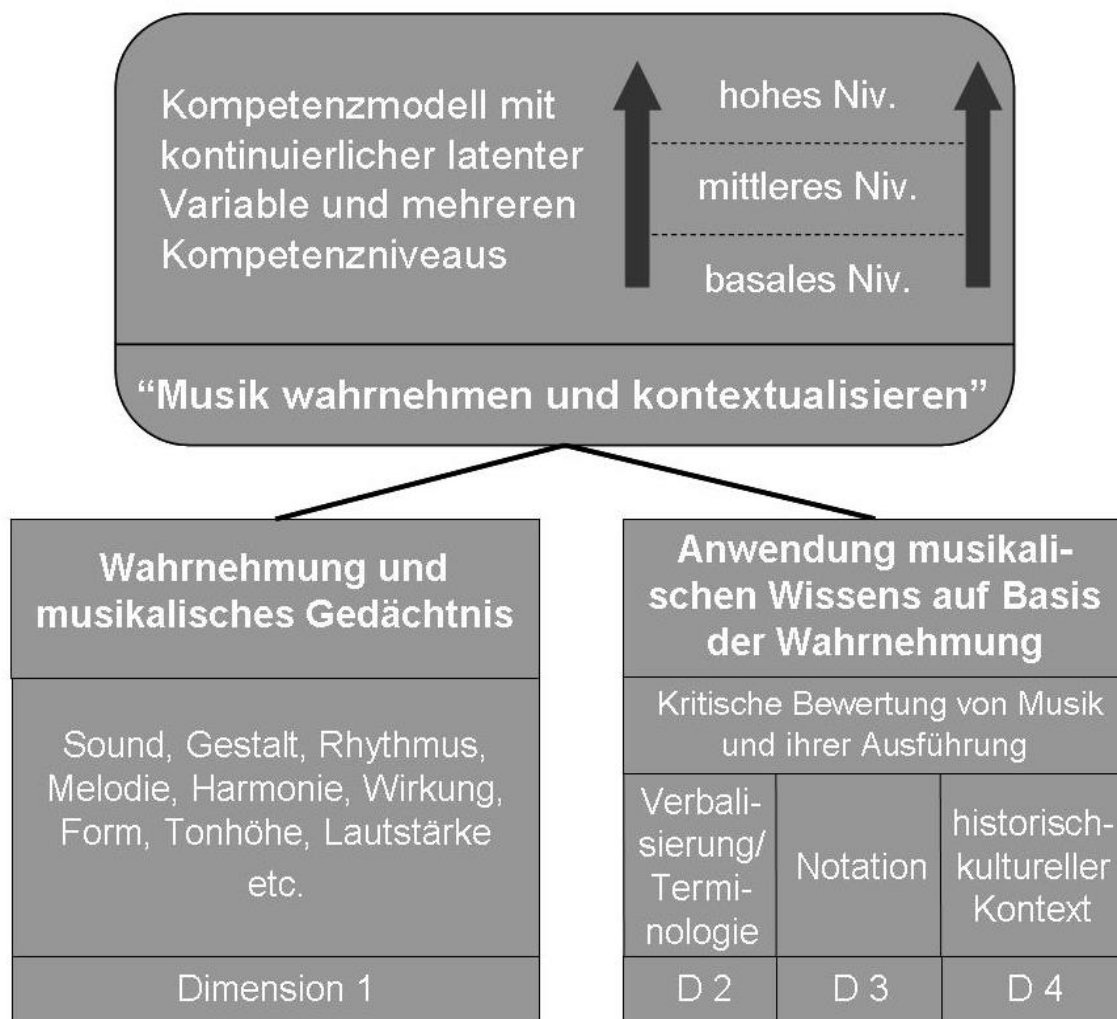 Kompetenzmodell mit
kontinuierlicher latenter
Variable und mehreren
Kompetenzniveaus
hohes Niv.
mittleres Niv.
basales Niv.
“Musik wahrnehmen und kontextualisieren”
Wahrnehmung und
musikalisches Gedächtnis
Sound, Gestalt, Rhythmus,
Melodie, Harmonie, Wirkung,
Form, Tonhöhe, Lautstärke
etc.
Dimension 1
Anwendung musikali-
schen Wissens auf Basis
der Wahrnehmung
Kritische Bewertung von Musik
und ihrer Ausführung
Verbali-
sierung/
Termi-
nologie
Notation
historisch-
kultureller
Kontext
D 2
D 3
D 4